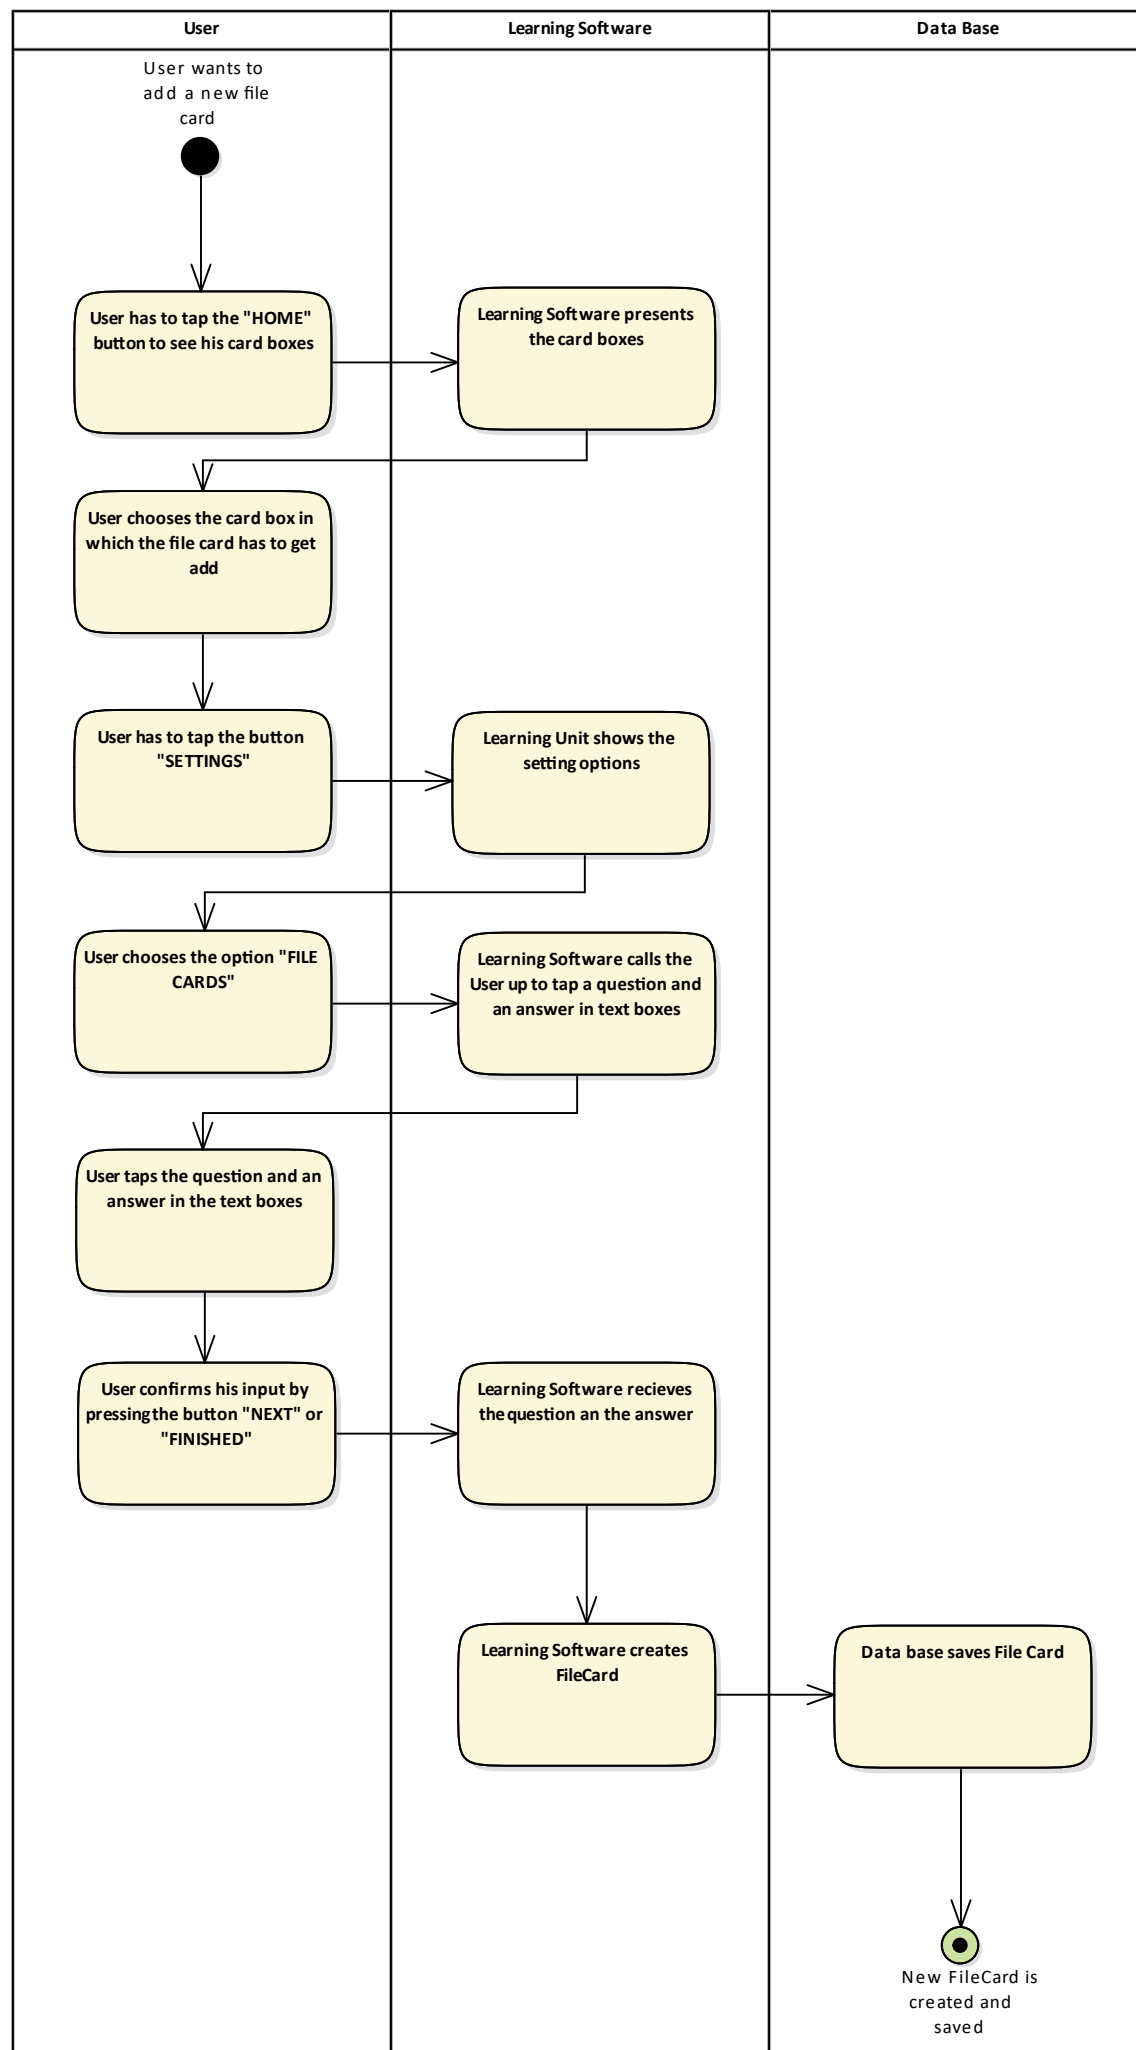 User
Learning Software
Data Base
User wants to
add a new file
card
User has to tap the "HOME"
button to see his card boxes
Learning Software presents
the card boxes
User chooses the card box in
which the file card has to get
add
User has to tap the button
"SETTINGS"
Learning Unit shows the
setting options
User chooses the option "FILE
CARDS"
Learning Software calls the
User up to tap a question and
an answer in text boxes
User taps the question and an
answer in the text boxes
User confirms his input by
pressing the button "NEXT" or
"FINISHED"
Learning Software recieves
the question an the answer
Learning Software creates
FileCard
Data base saves File Card
New FileCard is
created and
saved